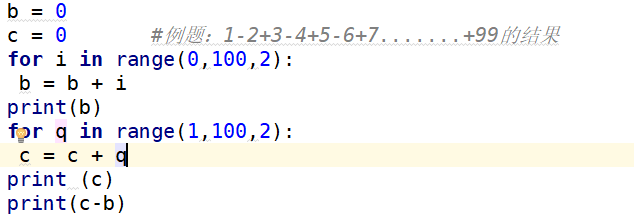 b = 0
c = 0 #例题：1-2+3-4+5-6+7.......+99的结果
for i in range(0,100,2):
b = b + i
print(b)
for q in range(1,100,2):
c = c + q
print (c)
print(c-b)